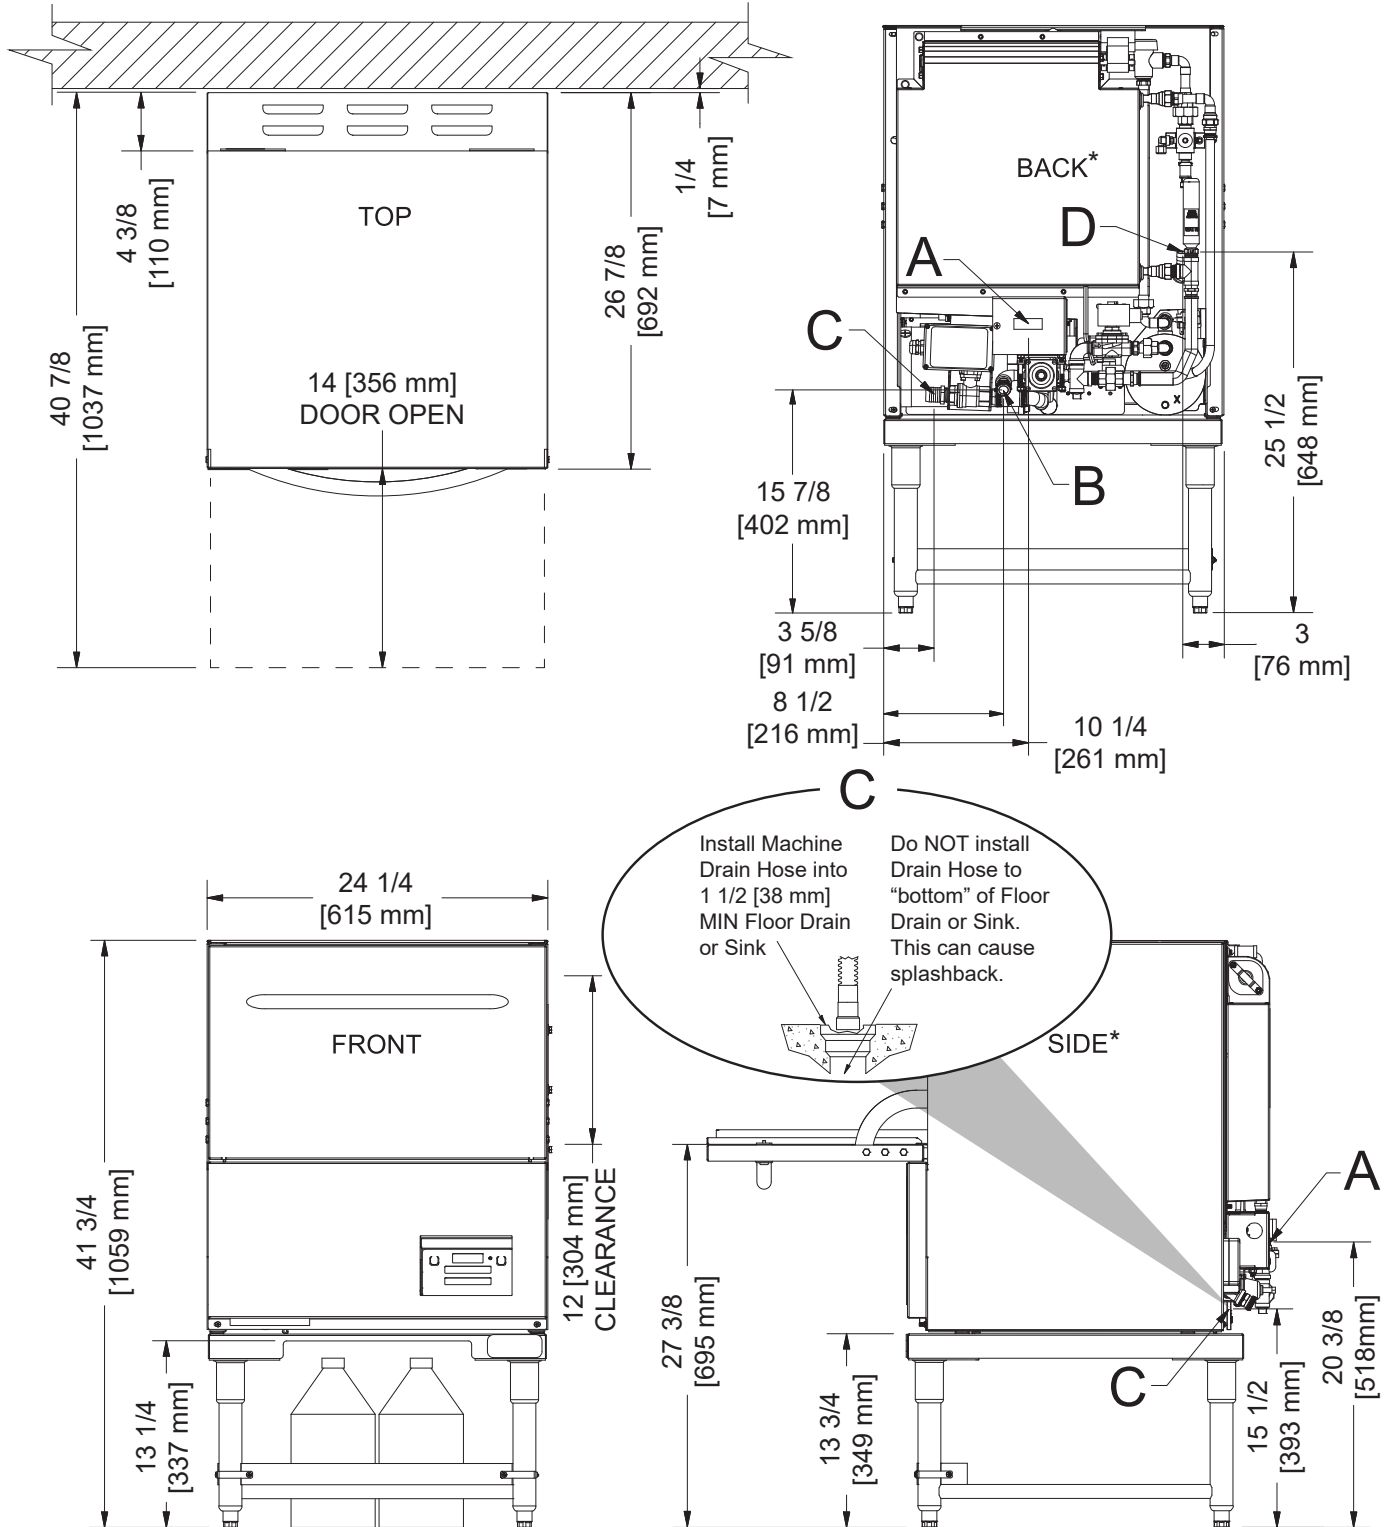 TOP
4 3/8
[110 mm]
40 7/8
[1037 mm]
26 7/8
[692 mm]
1/4
[7 mm]
14 [356 mm]
DOOR OPEN
BACK*
A
D
C
B
15 7/8
[402 mm]
25 1/2
[648 mm]
3 5/8
[91 mm]
3
[76 mm]
8 1/2
[216 mm]
10 1/4
[261 mm]
C
Install Machine
Drain Hose into
1 1/2 [38 mm]
MIN Floor Drain
or Sink
Do NOT install
Drain Hose to
“bottom” of Floor
Drain or Sink.
This can cause
splashback.
24 1/4
[615 mm]
FRONT
41 3/4
[1059 mm]
12 [304 mm]
CLEARANCE
13 1/4
[337 mm]
SIDE*
A
C
27 3/8
[695 mm]
13 3/4
[349 mm]
15 1/2
[393 mm]
20 3/8
[518mm]